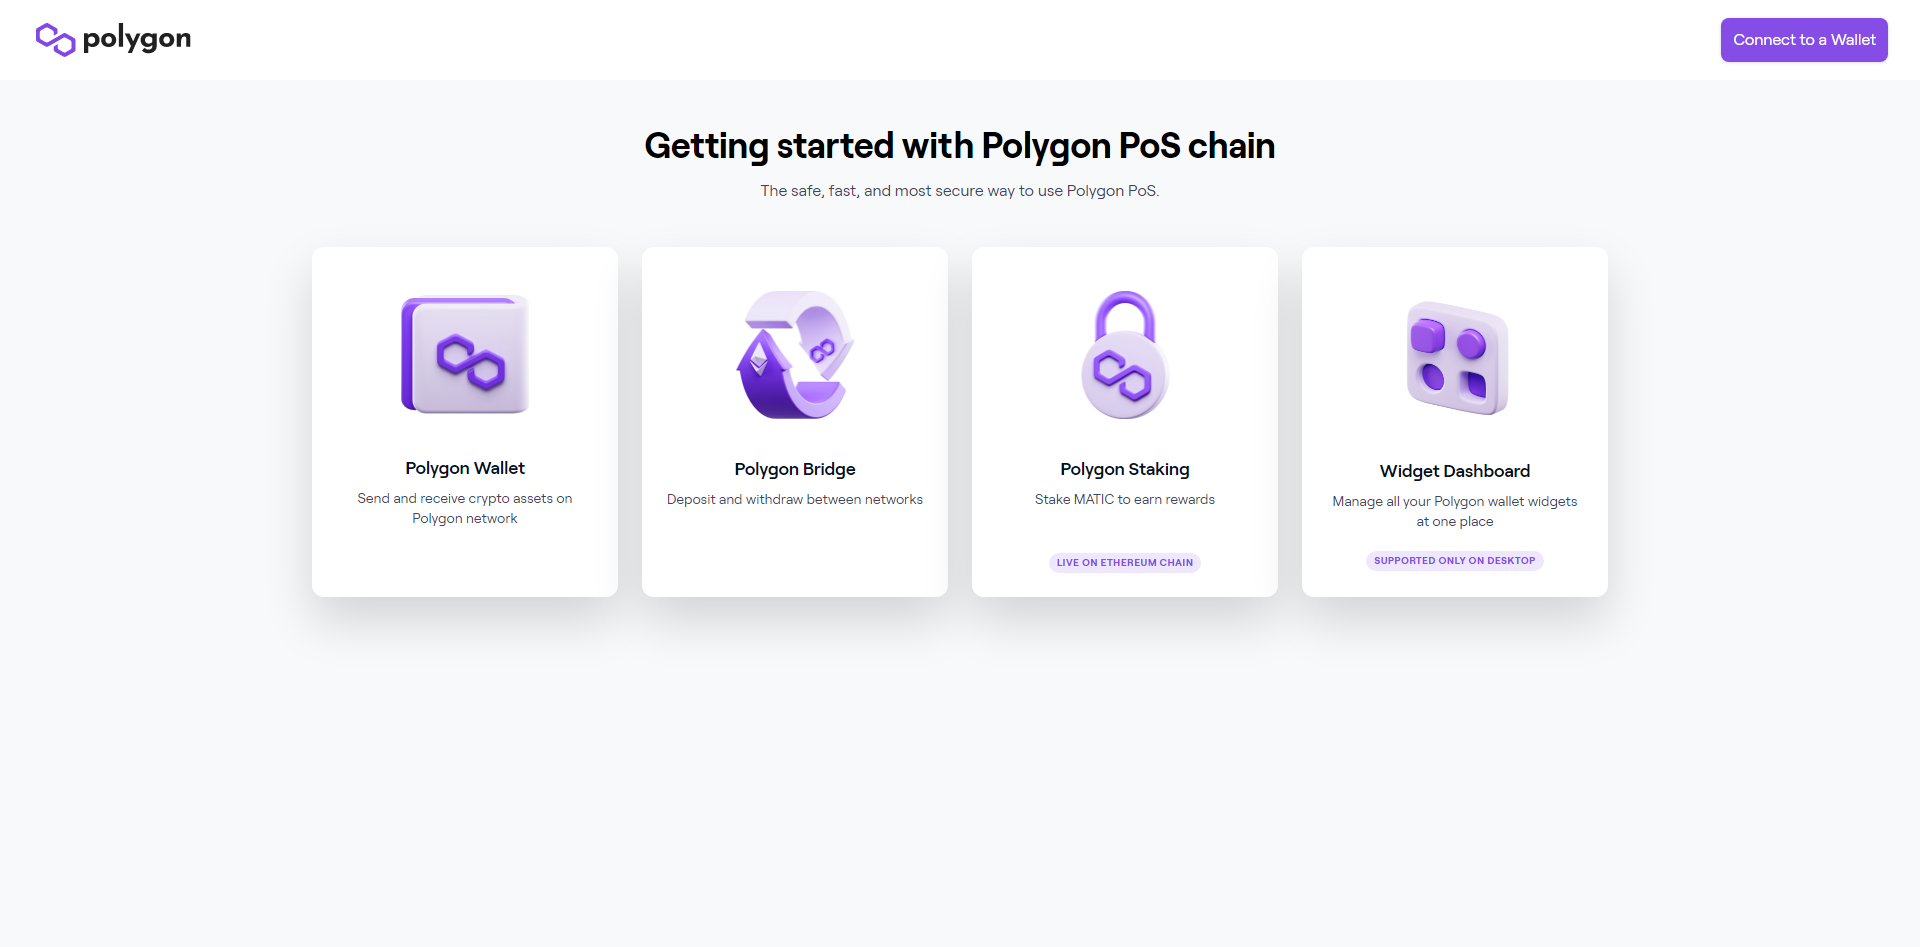 polygon
Connect to a Wallet
Getting started with Polygon PoS chain
The safe, fast, and most secure way to use Polygon PoS.
Polygon Wallet
Send and receive crypto assets on
Polygon network
Polygon Bridge
Deposit and withdraw between networks
Polygon Staking
Stake MATIC to earn rewards
LIVE ON ETHEREUM CHAIN
Widget Dashboard
Manage all your Polygon wallet widgets
at one place
SUPPORTED ONLY ON DESKTOP